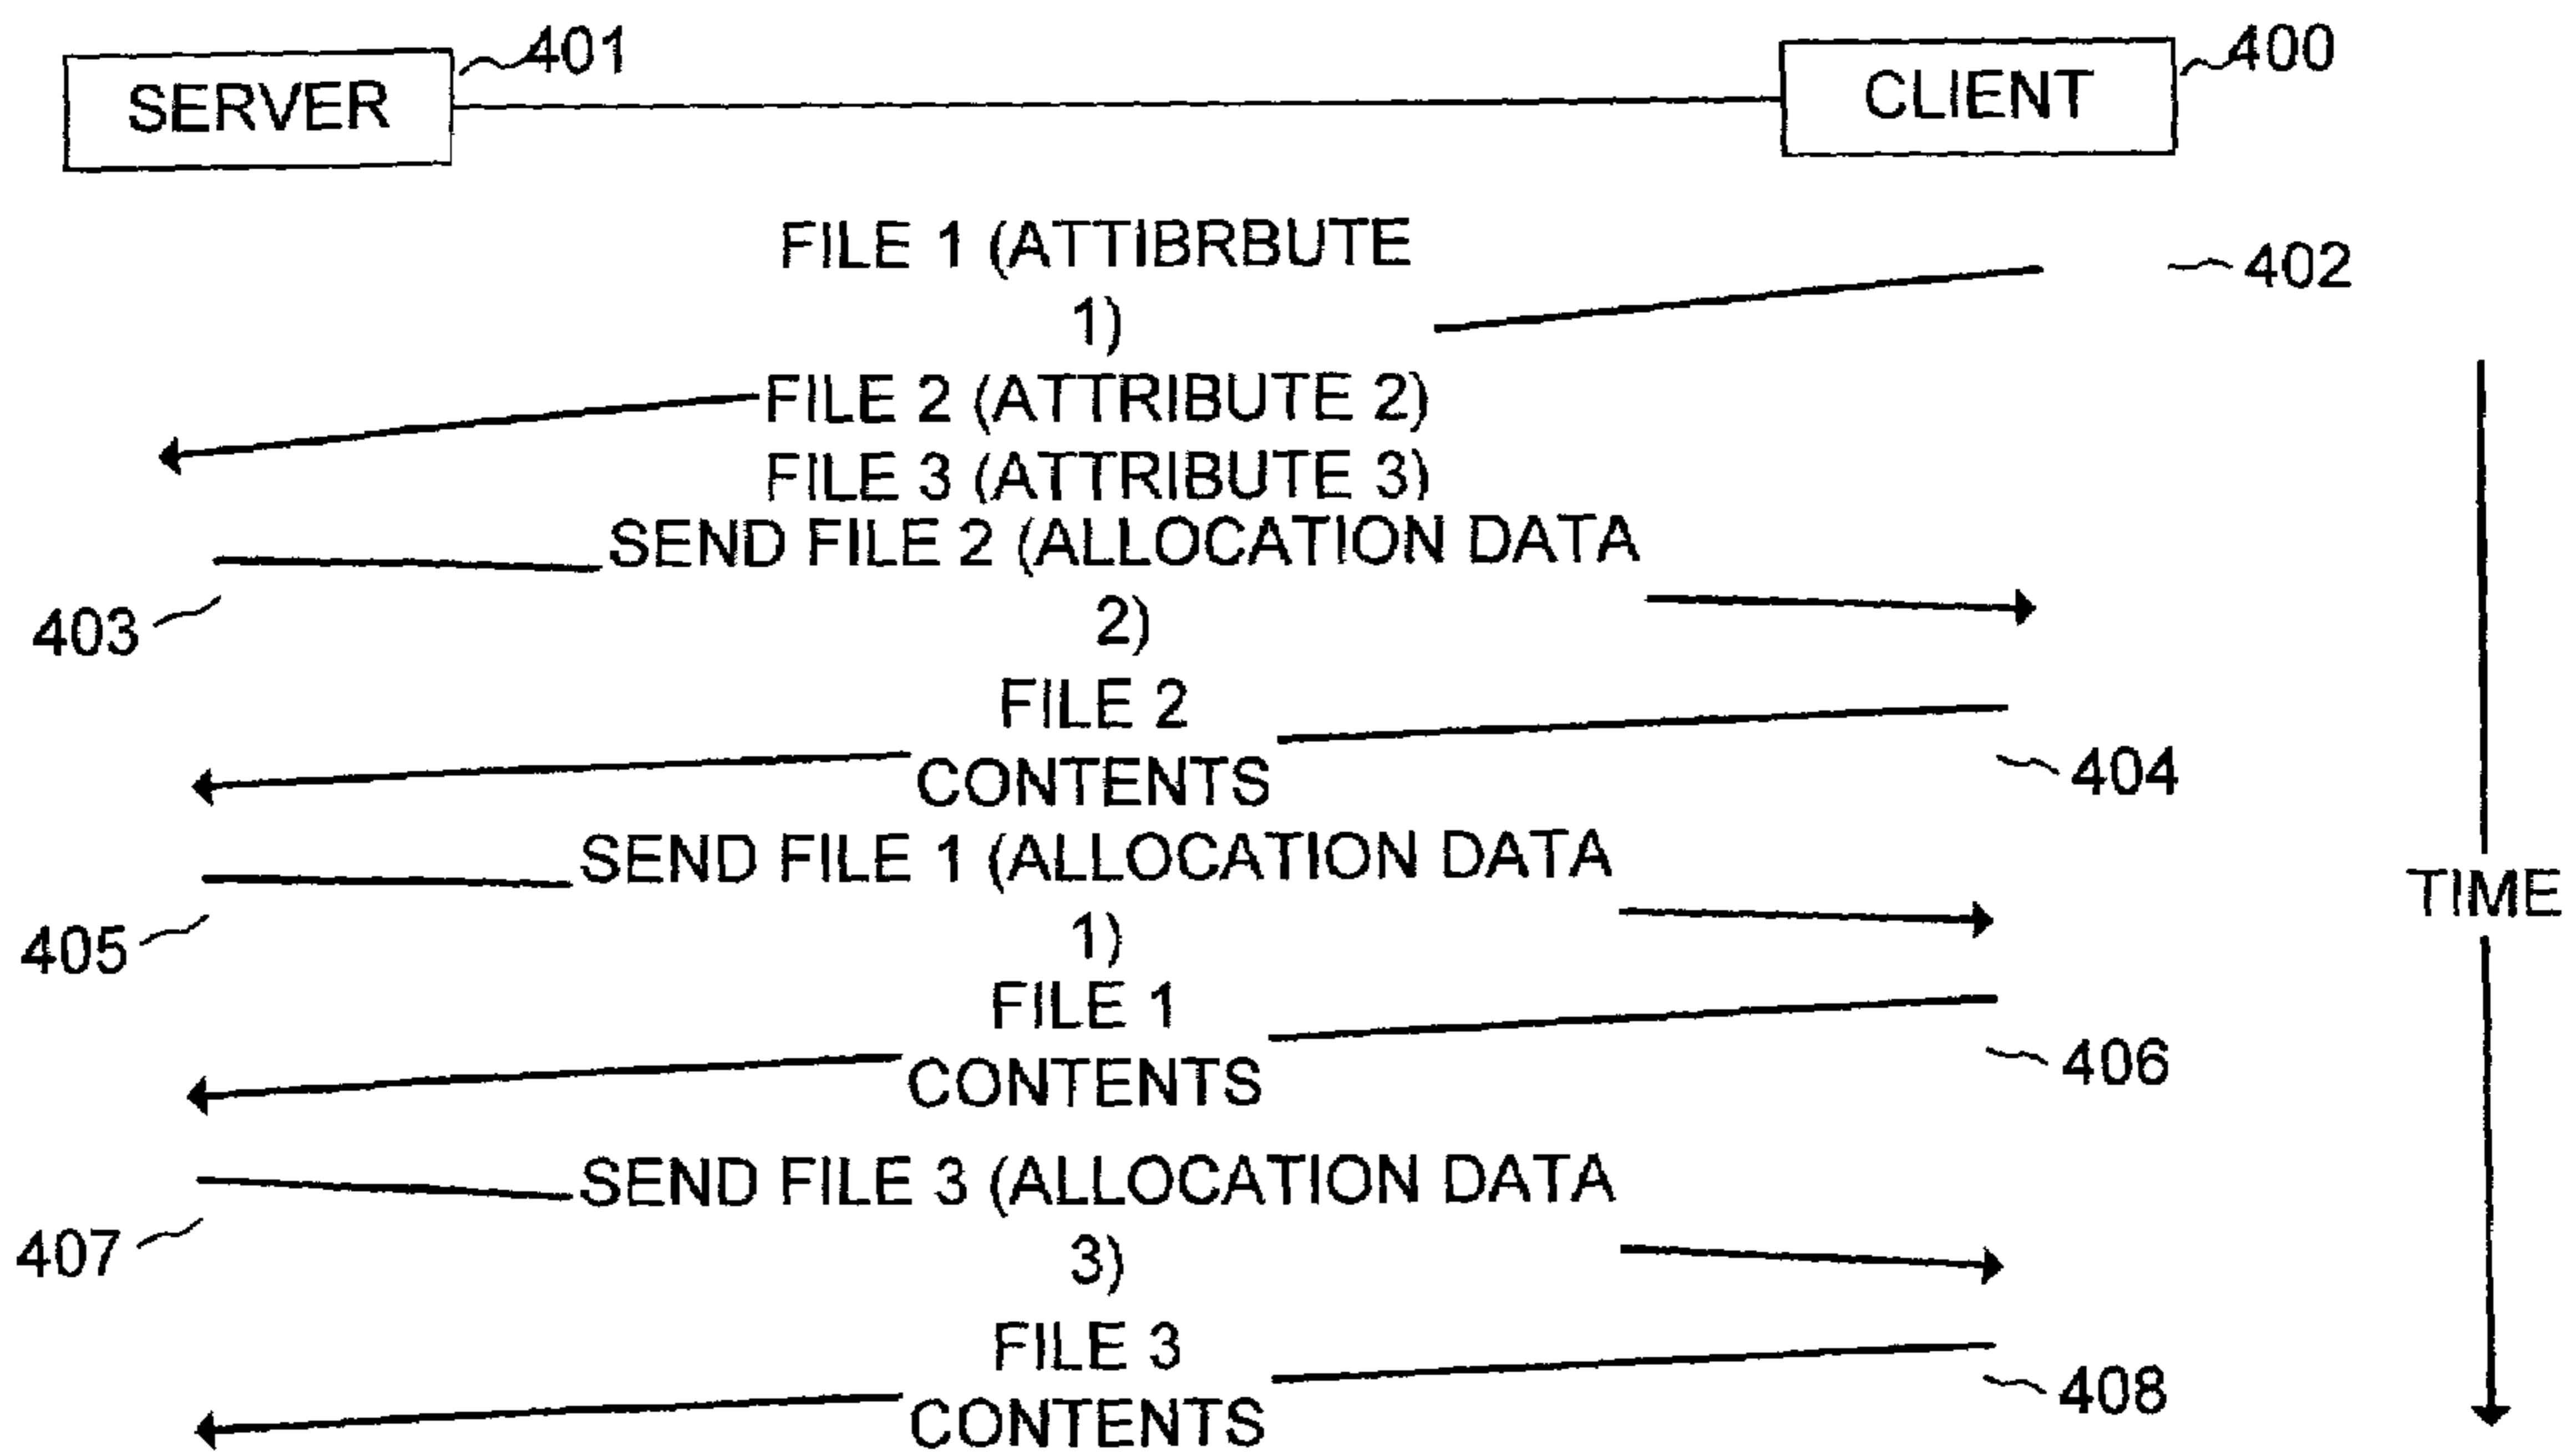 SERVER
401
CLIENT
400
FILE 1 (ATTIBRBUTE
1)
402
FILE 2 (ATTRIBUTE 2)
FILE 3 (ATTRIBUTE 3)
SEND FILE 2 (ALLOCATION DATA
2)
403
FILE 2
CONTENTS
404
SEND FILE 1 (ALLOCATION DATA
1)
405
TIME
FILE 1
CONTENTS
406
SEND FILE 3 (ALLOCATION DATA
3)
407
FILE 3
CONTENTS
408